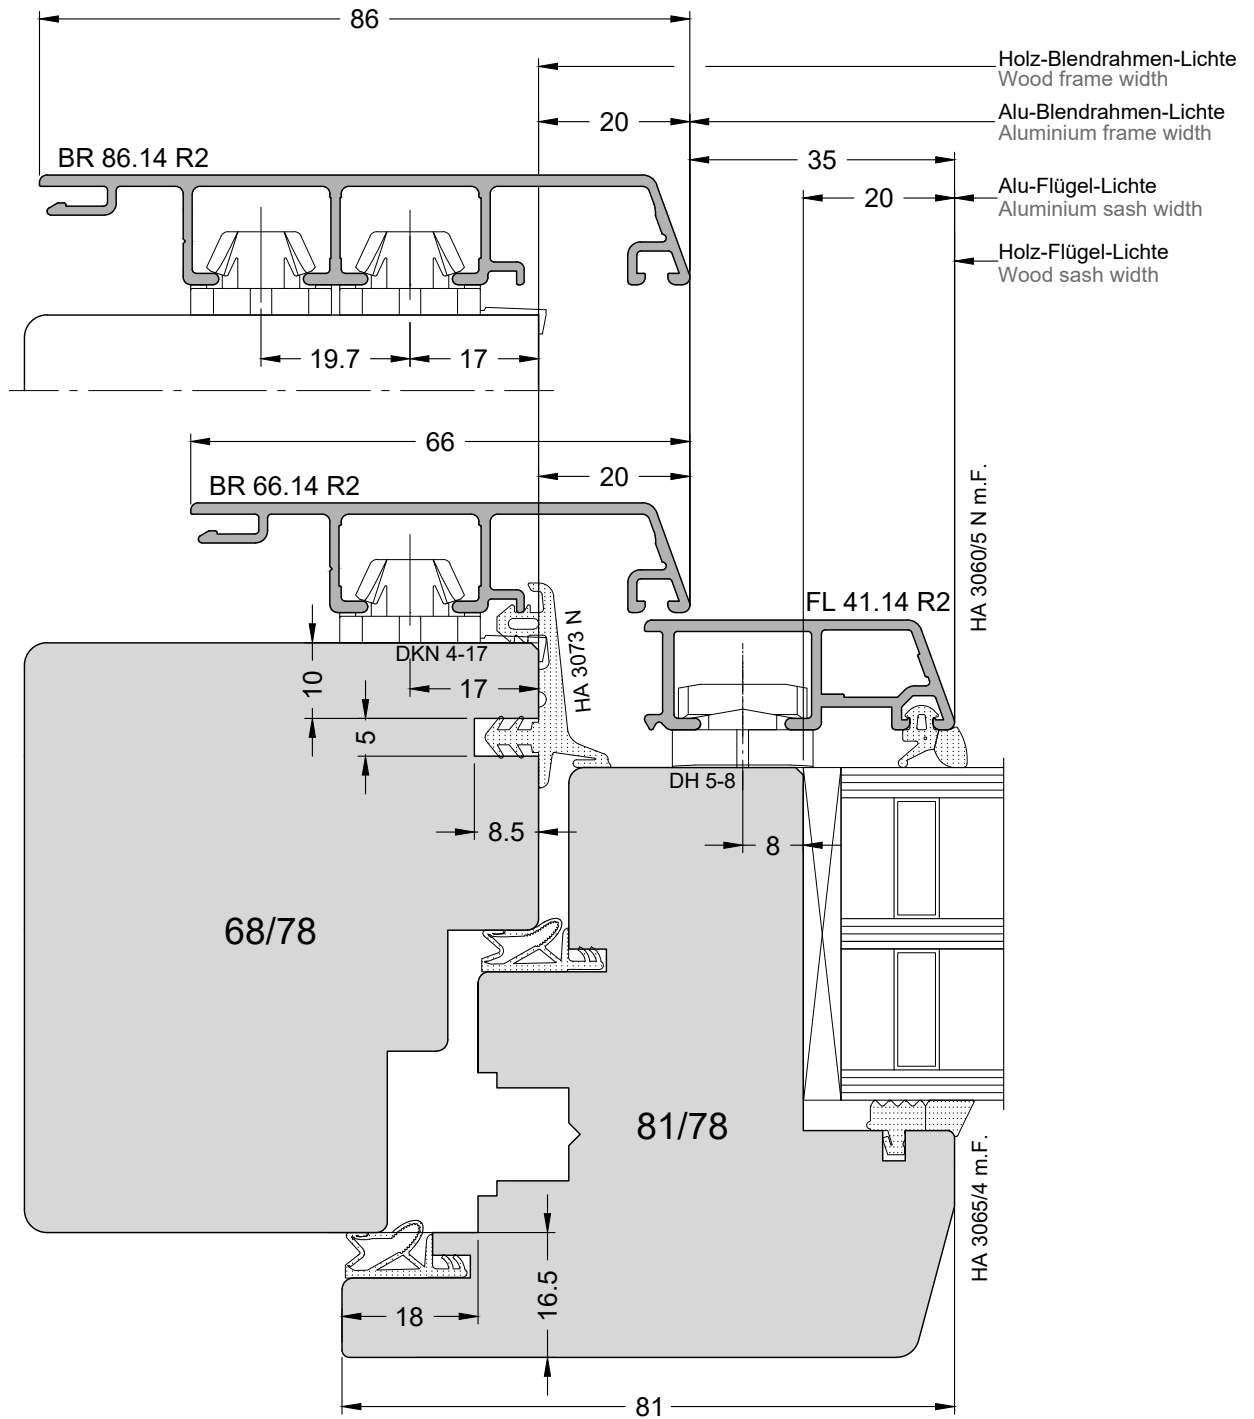 86
Holz-Blendrahmen-Lichte
Wood frame width
20
Alu-Blendrahmen-Lichte
Aluminium frame width
BR 86.14 R2
35
20
Alu-Flügel-Lichte
Aluminium sash width
Holz-Flügel-Lichte
Wood sash width
19.7
17
66
20
BR 66.14 R2
HA 3060/5 N m.F.
FL 41.14 R2
HA 3073 N
DKN 4-17
10
17
5
DH 5-8
8.5
8
68/78
81/78
HA 3065/4 m.F.
16.5
18
81